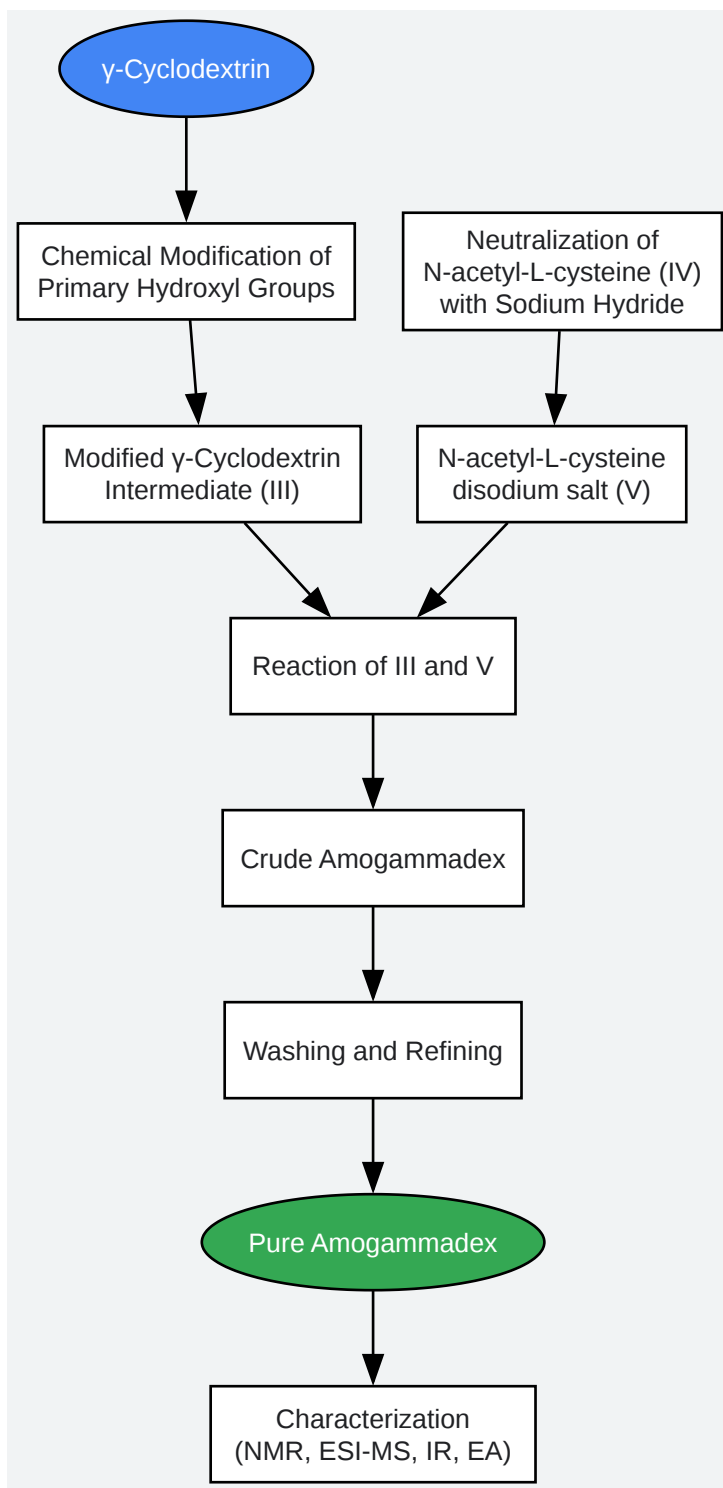 γ-Cyclodextrin
Chemical Modification of
Primary Hydroxyl Groups
Neutralization of
N-acetyl-L-cysteine (IV)
with Sodium Hydride
Modified γ-Cyclodextrin
Intermediate (III)
N-acetyl-L-cysteine
disodium salt (V)
Reaction of III and V
Crude Amogammadex
Washing and Refining
Pure Amogammadex
Characterization
(NMR, ESI-MS, IR, EA)